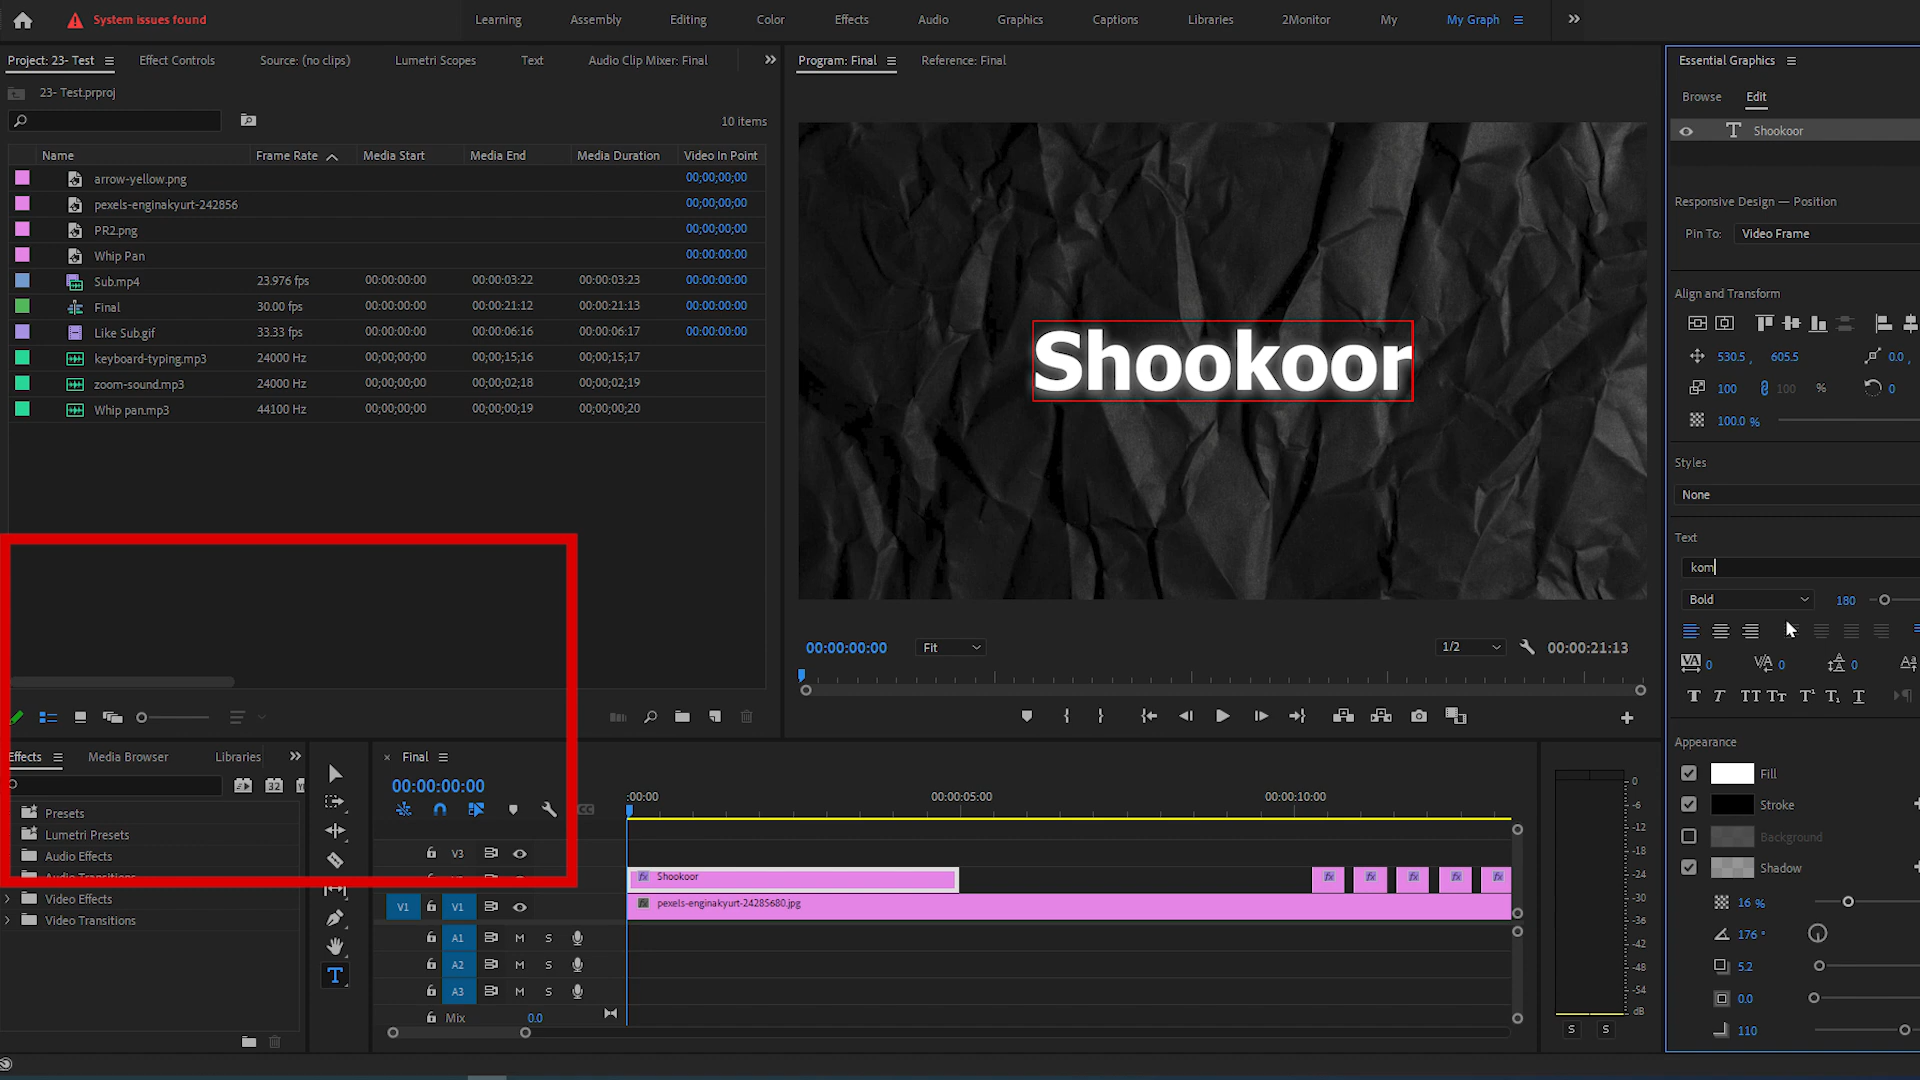 System issues found
Learning
Assembly
Editing
Color
Effects
Audio
Graphics
Captions
Libraries
2Monitor
My
My Graph
Project: 23- Test
Effect Controls
Source: (no clips)
Lumetri Scopes
Text
Audio Clip Mixer: Final
Program: Final
Reference: Final
Essential Graphics
23- Test.prproj
10 items
Browse
Edit
Shookoor
Name Frame Rate Media Start Media End Media Duration Video In Point
arrow-yellow.png 00;00;00;00
pexels-enginakyurt-242856 00;00;00;00
PR2.png 00;00;00;00
Whip Pan 00:00:00:00
Sub.mp4 23.976 fps 00:00:00:00 00:00:03:22 00:00:03:23 00:00:00:00
Final 30.00 fps 00:00:00:00 00:00:21:12 00:00:21:13 00:00:00:00
Like Sub.gif 33.33 fps 00:00:00:00 00:00:06:16 00:00:06:17 00:00:00:00
keyboard-typing.mp3 24000 Hz 00;00;00;00 00;00;15;16 00;00;15;17
zoom-sound.mp3 24000 Hz 00;00;00;00 00;00;02;18 00;00;02;19
Whip pan.mp3 44100 Hz 00;00;00;00 00;00;00;19 00;00;00;20
Shookoor
Responsive Design — Position
Pin To: Video Frame
Align and Transform
530.5 , 605.5 0.0 ,
100 100 % 0
100.0 %
Styles
None
Text
kom
Bold 180
0 0 0
00:00:00:00 Fit 1/2 00:00:21:13
Appearance
Fill
Stroke
Background
Shadow
16 %
176 °
5.2
0.0
110
Effects
Media Browser
Libraries
32
Presets
Lumetri Presets
Audio Effects
Video Effects
Video Transitions
Final
00:00:00:00
:00:00 00:00:05:00 00:00:10:00
V3
Shookoor
V1 V1
pexels-enginakyurt-24285680.jpg
A1 M S
A2 M S
A3 M S
Mix 0.0
0
-6
-12
-18
-24
-30
-36
-42
-48
-54
dB
S S